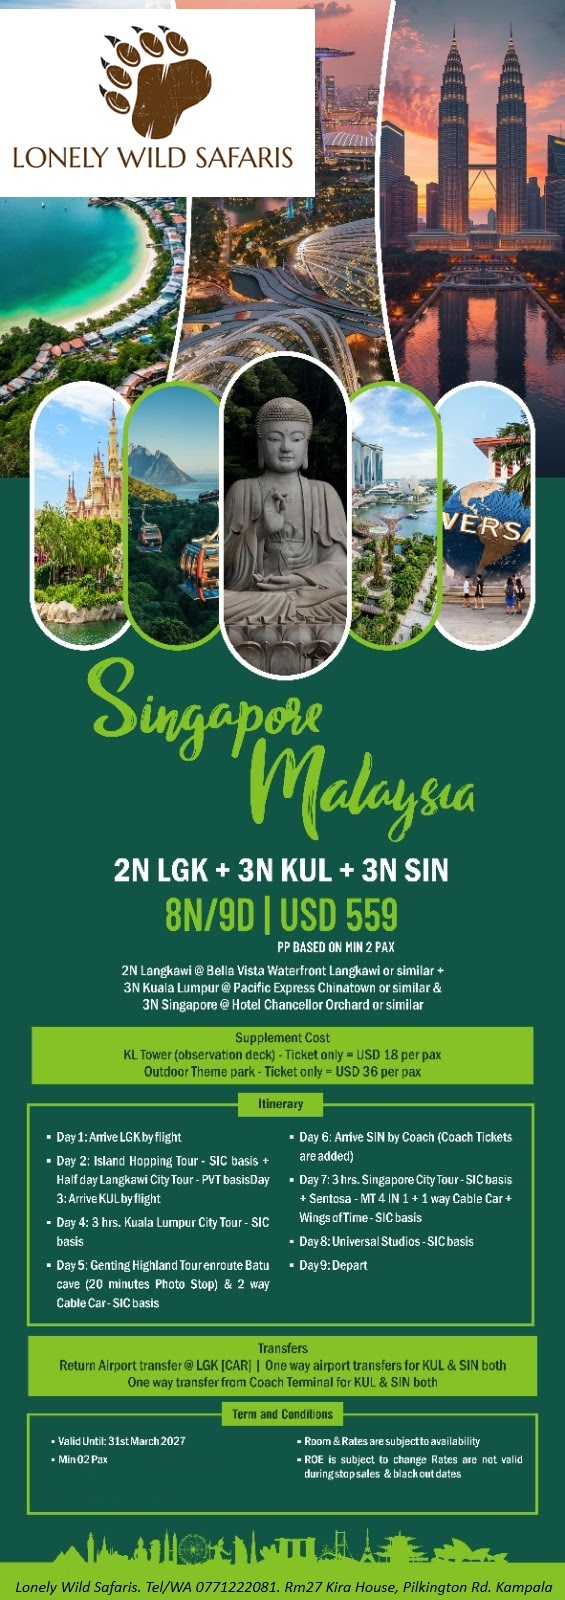 LONELY WILD SAFARIS
VERSA
Singapore
Malaysia
2N LGK + 3N KUL + 3N SIN
8N/9D | USD 559
PP BASED ON MIN 2 PAX
2N Langkawi @ Bella Vista Waterfront Langkawi or similar +
3N Kuala Lumpur @ Pacific Express Chinatown or similar &
3N Singapore @ Hotel Chancellor Orchard or similar
Supplement Cost
KL Tower (observation deck) - Ticket only = USD 18 per pax
Outdoor Theme park - Ticket only = USD 36 per pax
Itinerary
▪ Day 1: Arrive LGK by flight
▪ Day 2: Island Hopping Tour - SIC basis +
Half day Langkawi City Tour - PVT basisDay
3: Arrive KUL by flight
▪ Day 4: 3 hrs. Kuala Lumpur City Tour - SIC
basis
▪ Day 5: Genting Highland Tour enroute Batu
cave (20 minutes Photo Stop) & 2 way
Cable Car - SIC basis
▪ Day 6: Arrive SIN by Coach (Coach Tickets
are added)
▪ Day 7: 3 hrs. Singapore City Tour - SIC basis
+ Sentosa - MT 4 IN 1 + 1 way Cable Car +
Wings of Time - SIC basis
▪ Day 8: Universal Studios - SIC basis
▪ Day 9: Depart
Transfers
Return Airport transfer @ LGK [CAR] | One way airport transfers for KUL & SIN both
One way transfer from Coach Terminal for KUL & SIN both
Term and Conditions
▪ Valid Until: 31st March 2027
▪ Min 02 Pax
▪ Room & Rates are subject to availability
▪ ROE is subject to change Rates are not valid
during stop sales & black out dates
Lonely Wild Safaris. Tel/WA 0771222081. Rm27 Kira House, Pilkington Rd. Kampala